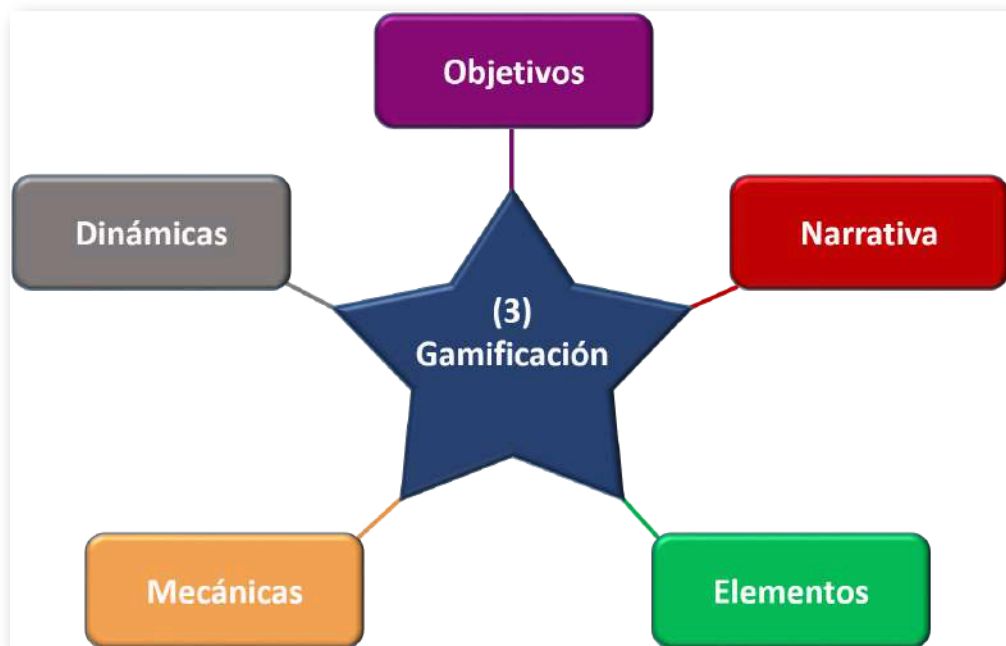 Objetivos
Dinámicas
Narrativa
(3)
Gamificación
Mecánicas
Elementos